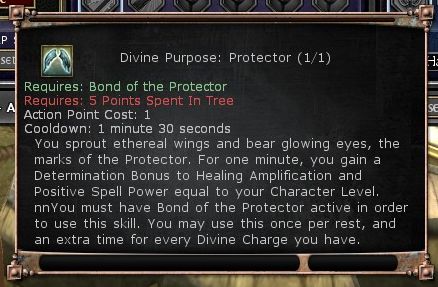 Divine Purpose: Protector (1/1)
Requires: Bond of the Protector
Requires: 5 Points Spent In Tree
Action Point Cost: 1
Cooldown: 1 minute 30 seconds
You sprout ethereal wings and bear glowing eyes, the
marks of the Protector. For one minute, you gain a
Determination Bonus to Healing Amplification and
Positive Spell Power equal to your Character Level.
nnYou must have Bond of the Protector active in order
to use this skill. You may use this once per rest, and
an extra time for every Divine Charge you have.